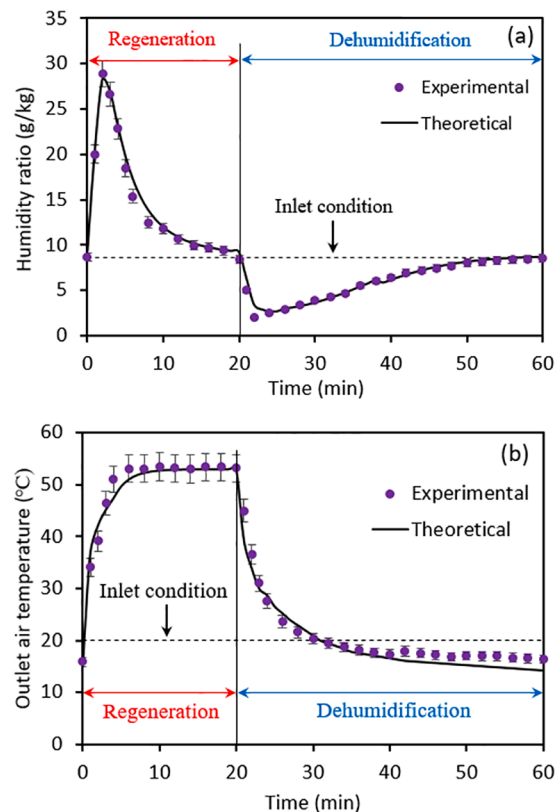 (a)
Regeneration
Dehumidification
Experimental
Theoretical
Inlet condition
Humidity ratio (g/kg)
35
30
25
20
15
10
5
0
0 10 20 30 40 50 60
Time (min)
(b)
Experimental
Theoretical
Inlet condition
Regeneration
Dehumidification
Outlet air temperature (°C)
60
50
40
30
20
10
0
0 10 20 30 40 50 60
Time (min)